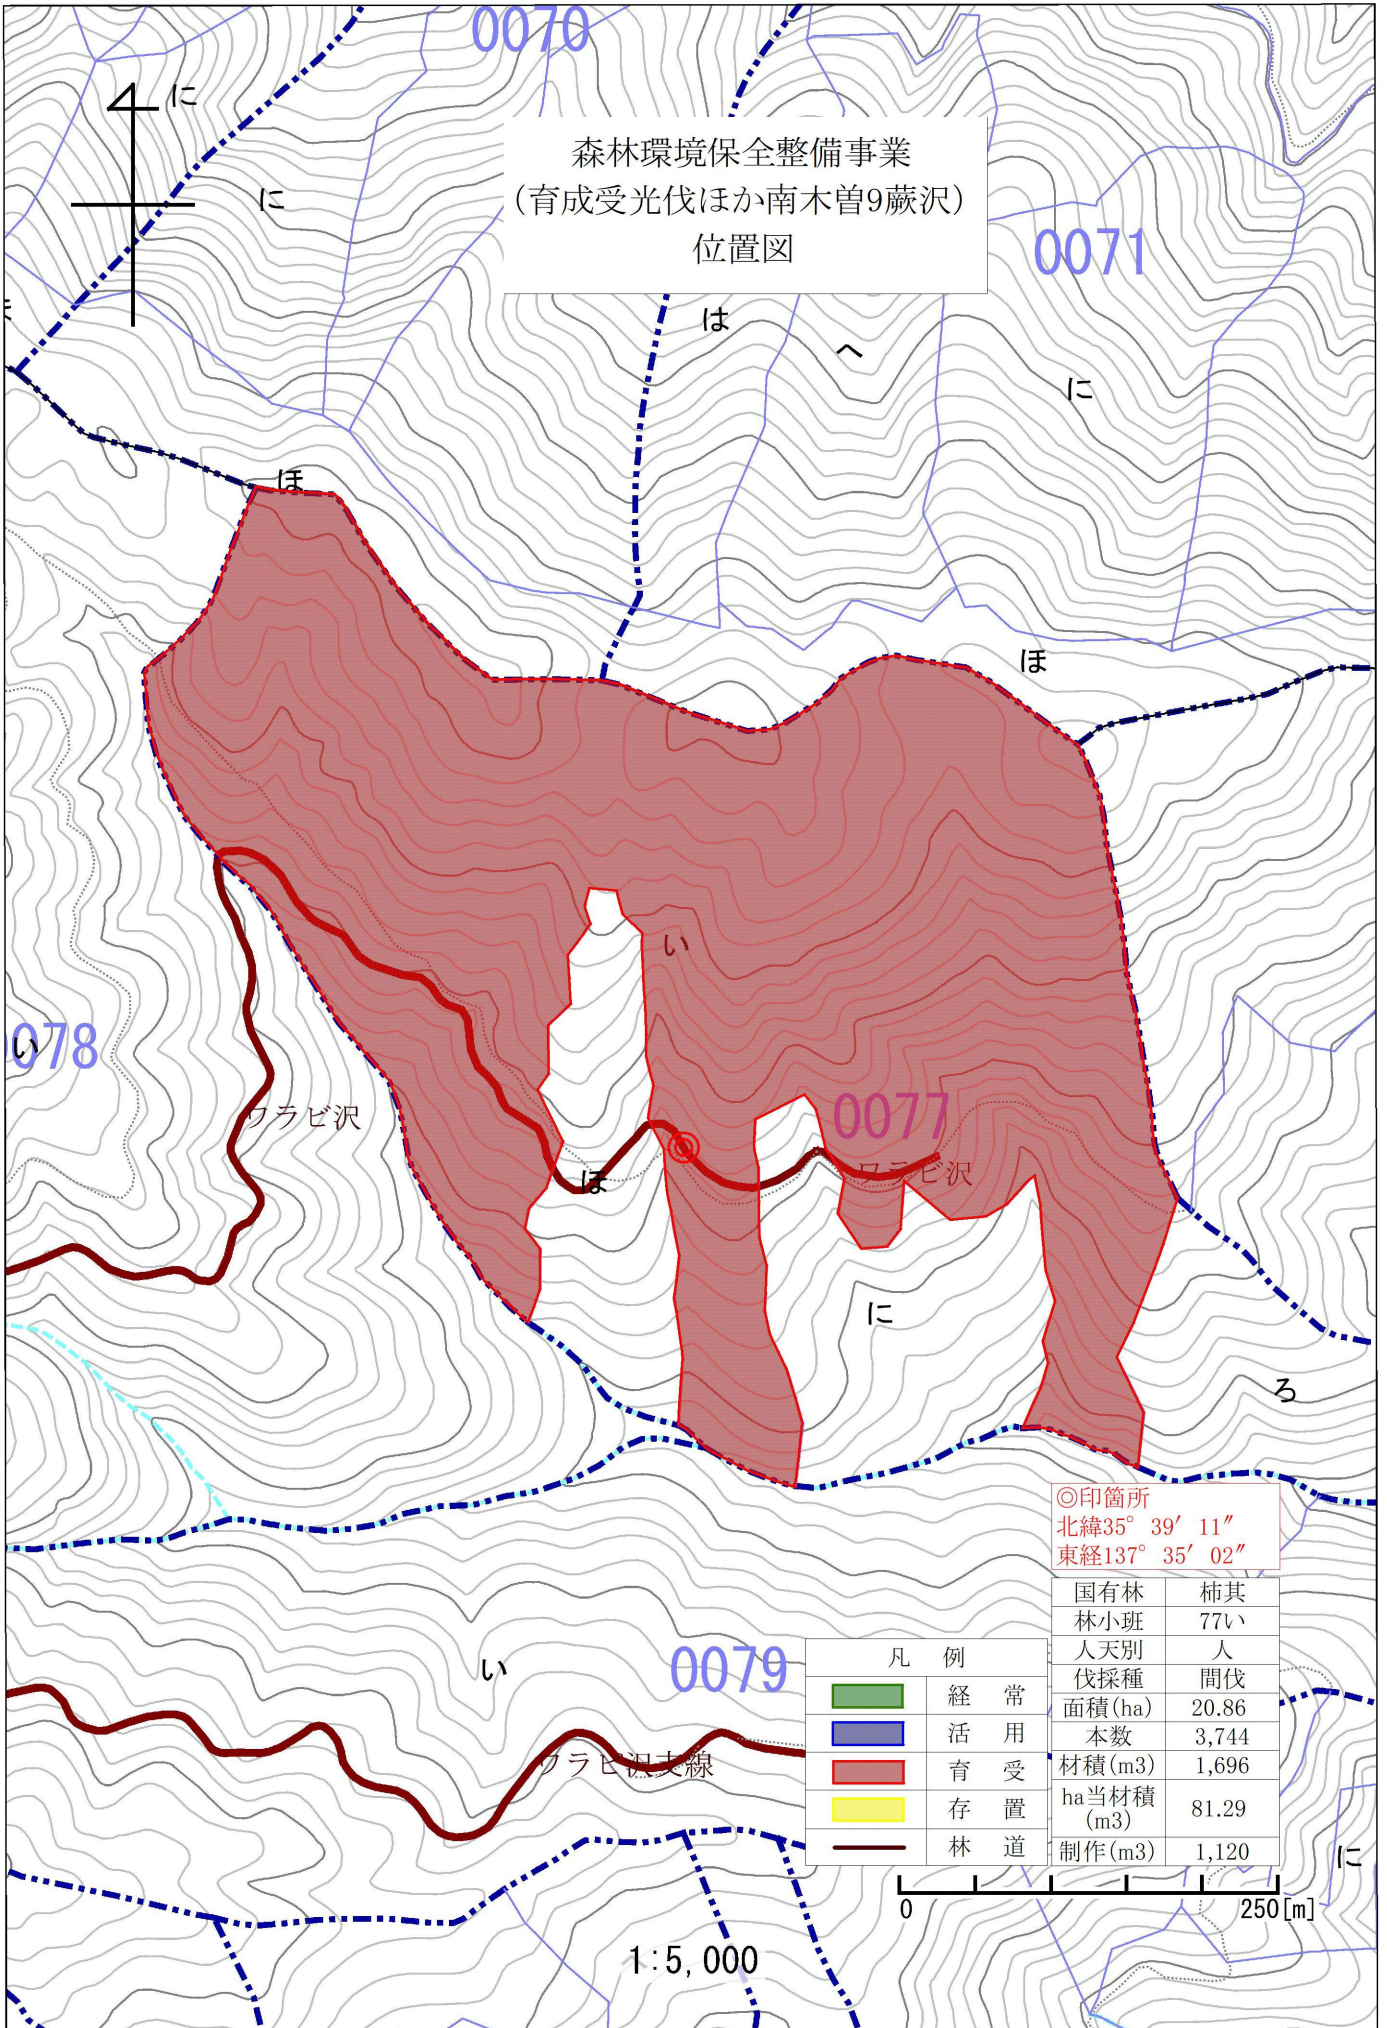 0070
に
森林環境保全整備事業
(育成受光伐ほか南木曽9蕨沢)
位置図
に
0071
は
へ
に
ほ
ほ
い
0078
い
ワラビ沢
0077
ワラビ沢
ほ
に
ろ
◎印箇所
北緯35° 39′ 11″
東経137° 35′ 02″
国有林 柿其
林小班 77い
人天別 人
伐採種 間伐
面積(ha) 20.86
本数 3,744
材積(m3) 1,696
ha当材積
(m3) 81.29
制作(m3) 1,120
い
0079
凡 例
経 常
活 用
育 受
存 置
林 道
ワラビ沢支線
に
0 250[m]
1:5,000